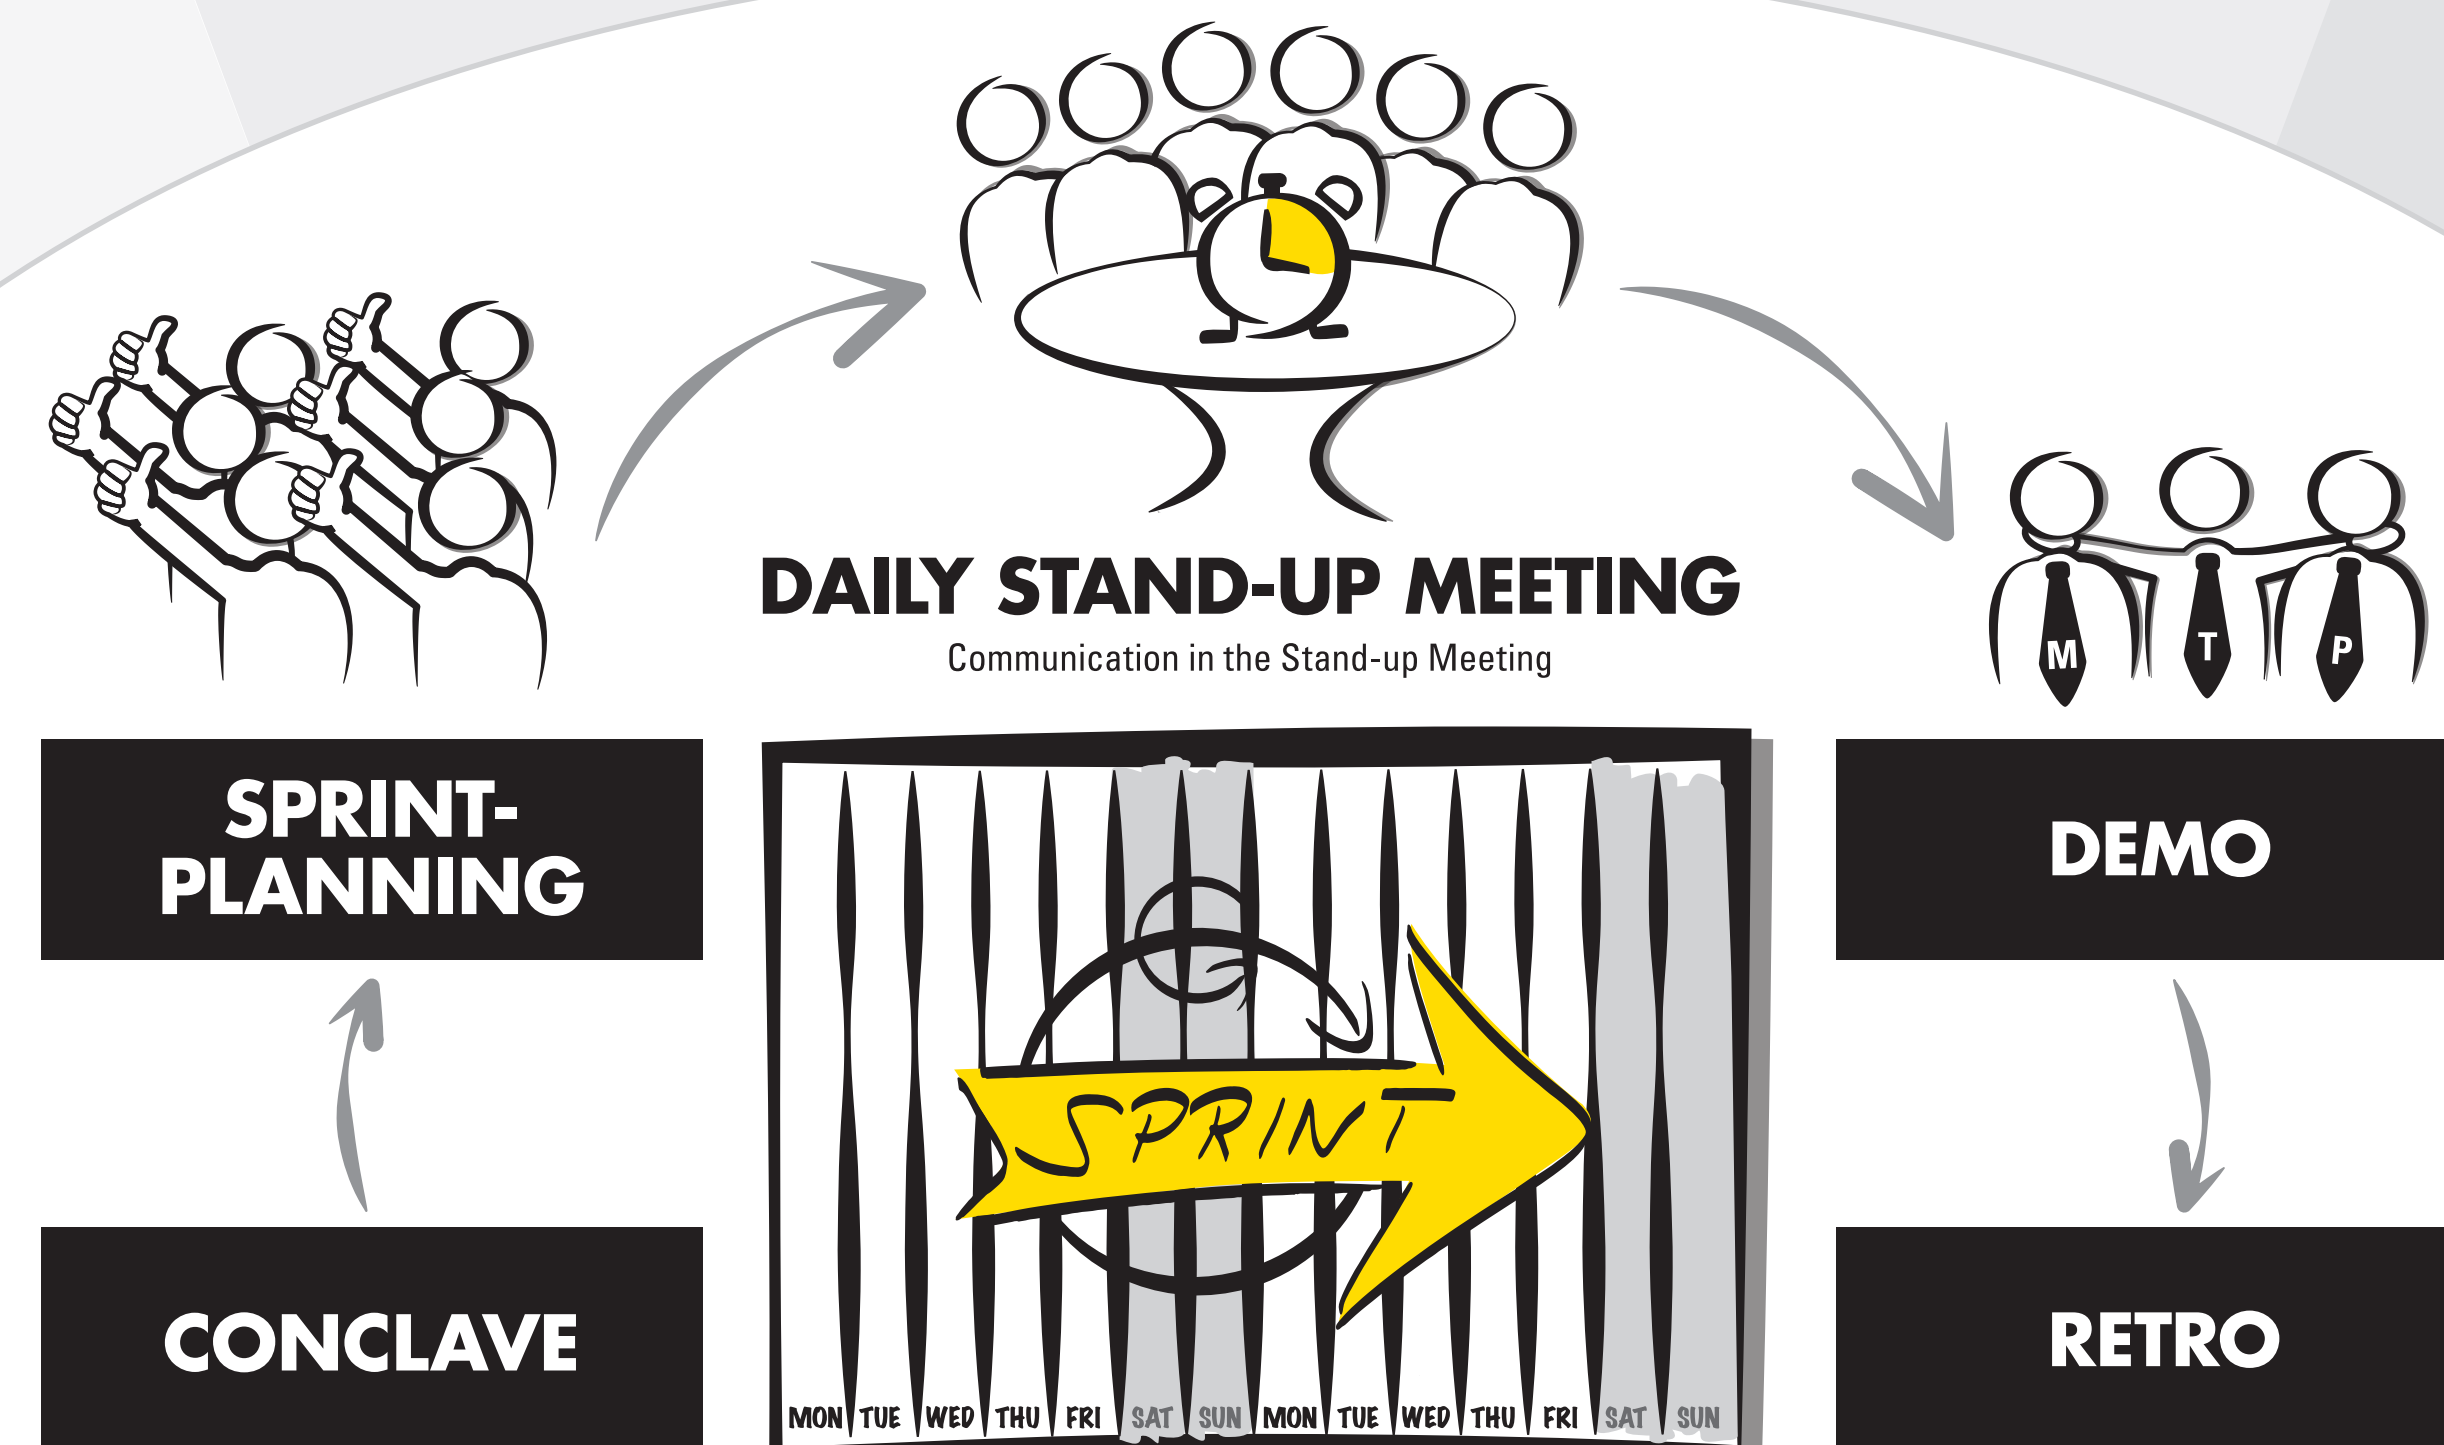 DAILY STAND-UP MEETING
Communication in the Stand-up Meeting
M T P
SPRINT-
PLANNING
DEMO
SPRINT
CONCLAVE
RETRO
MON TUE WED THU FRI SAT SUN MON TUE WED THU FRI SAT SUN